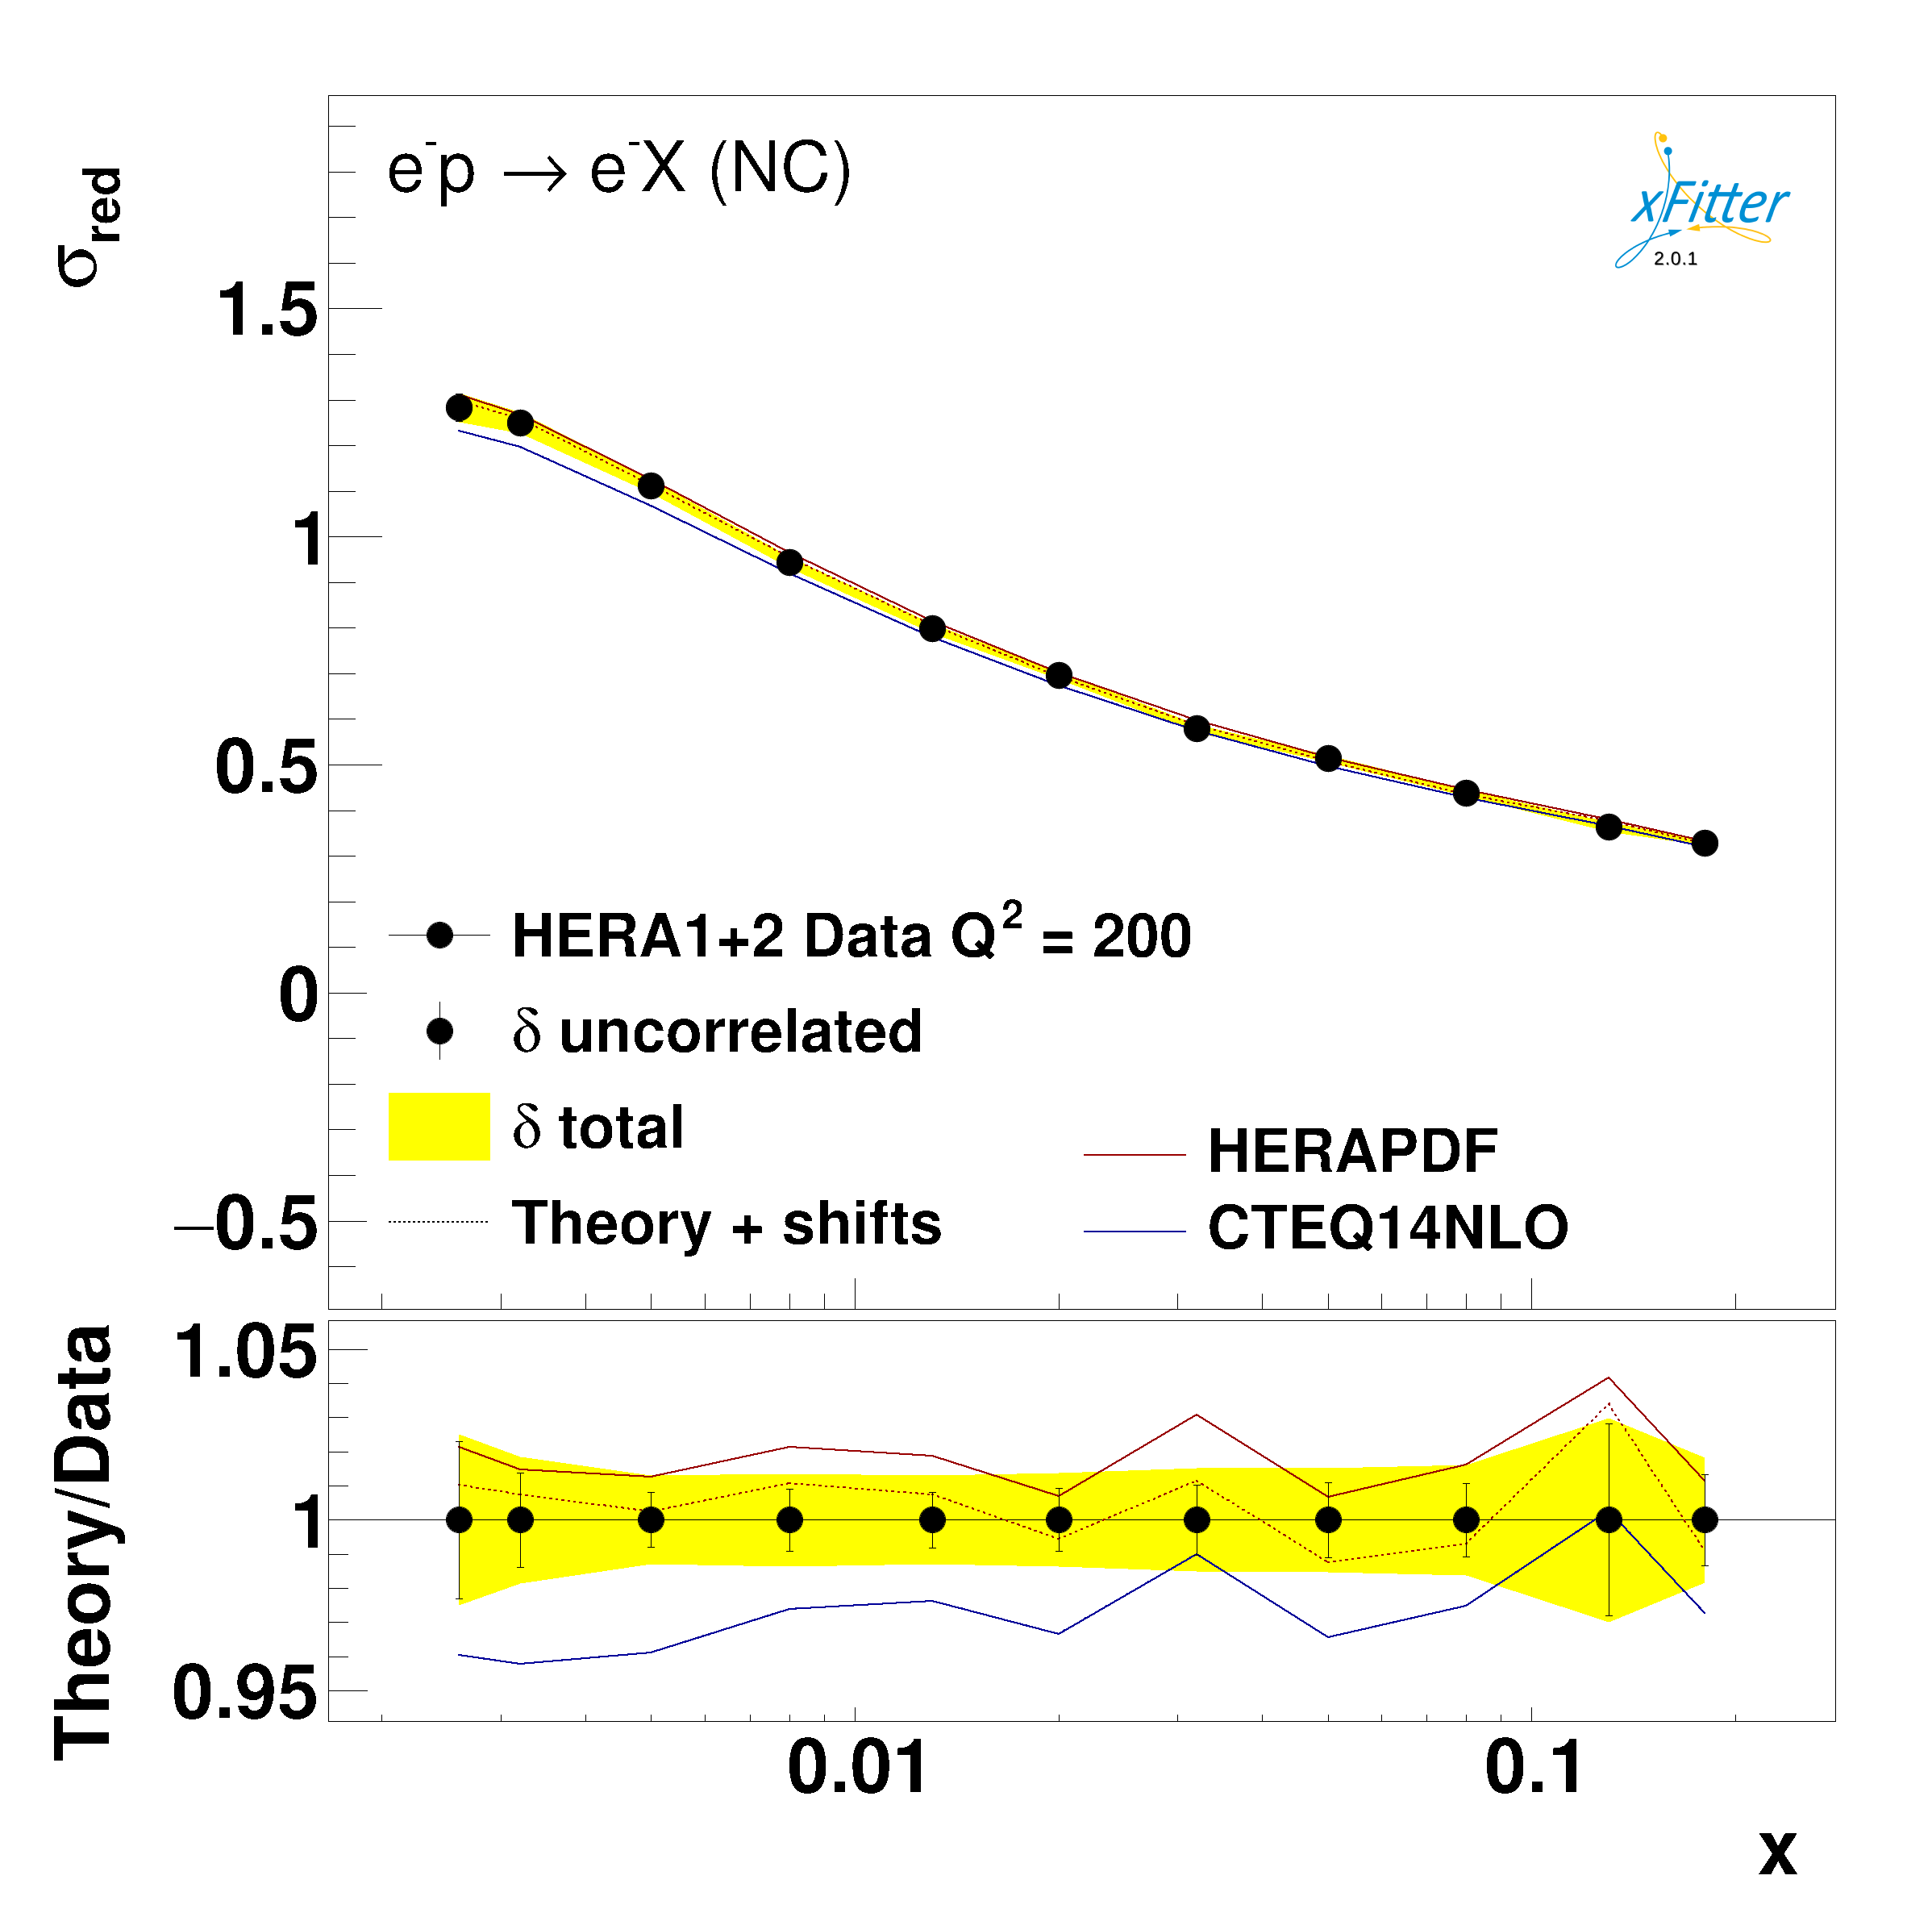 σred
e-p → e-X (NC)
xFitter
2.0.1
1.5
1
0.5
0
−0.5
HERA1+2 Data Q2 = 200
δ uncorrelated
δ total
Theory + shifts
HERAPDF
CTEQ14NLO
Theory/Data
1.05
1
0.95
0.01
0.1
x